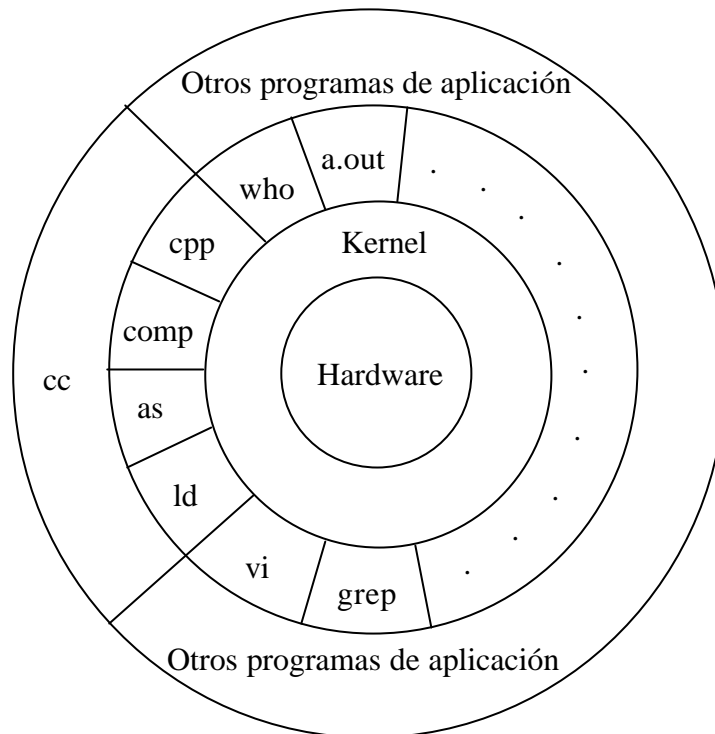 Otros programas de aplicación
a.out
who
cpp
Kernel
comp
Hardware
cc
as
ld
vi
grep
Otros programas de aplicación